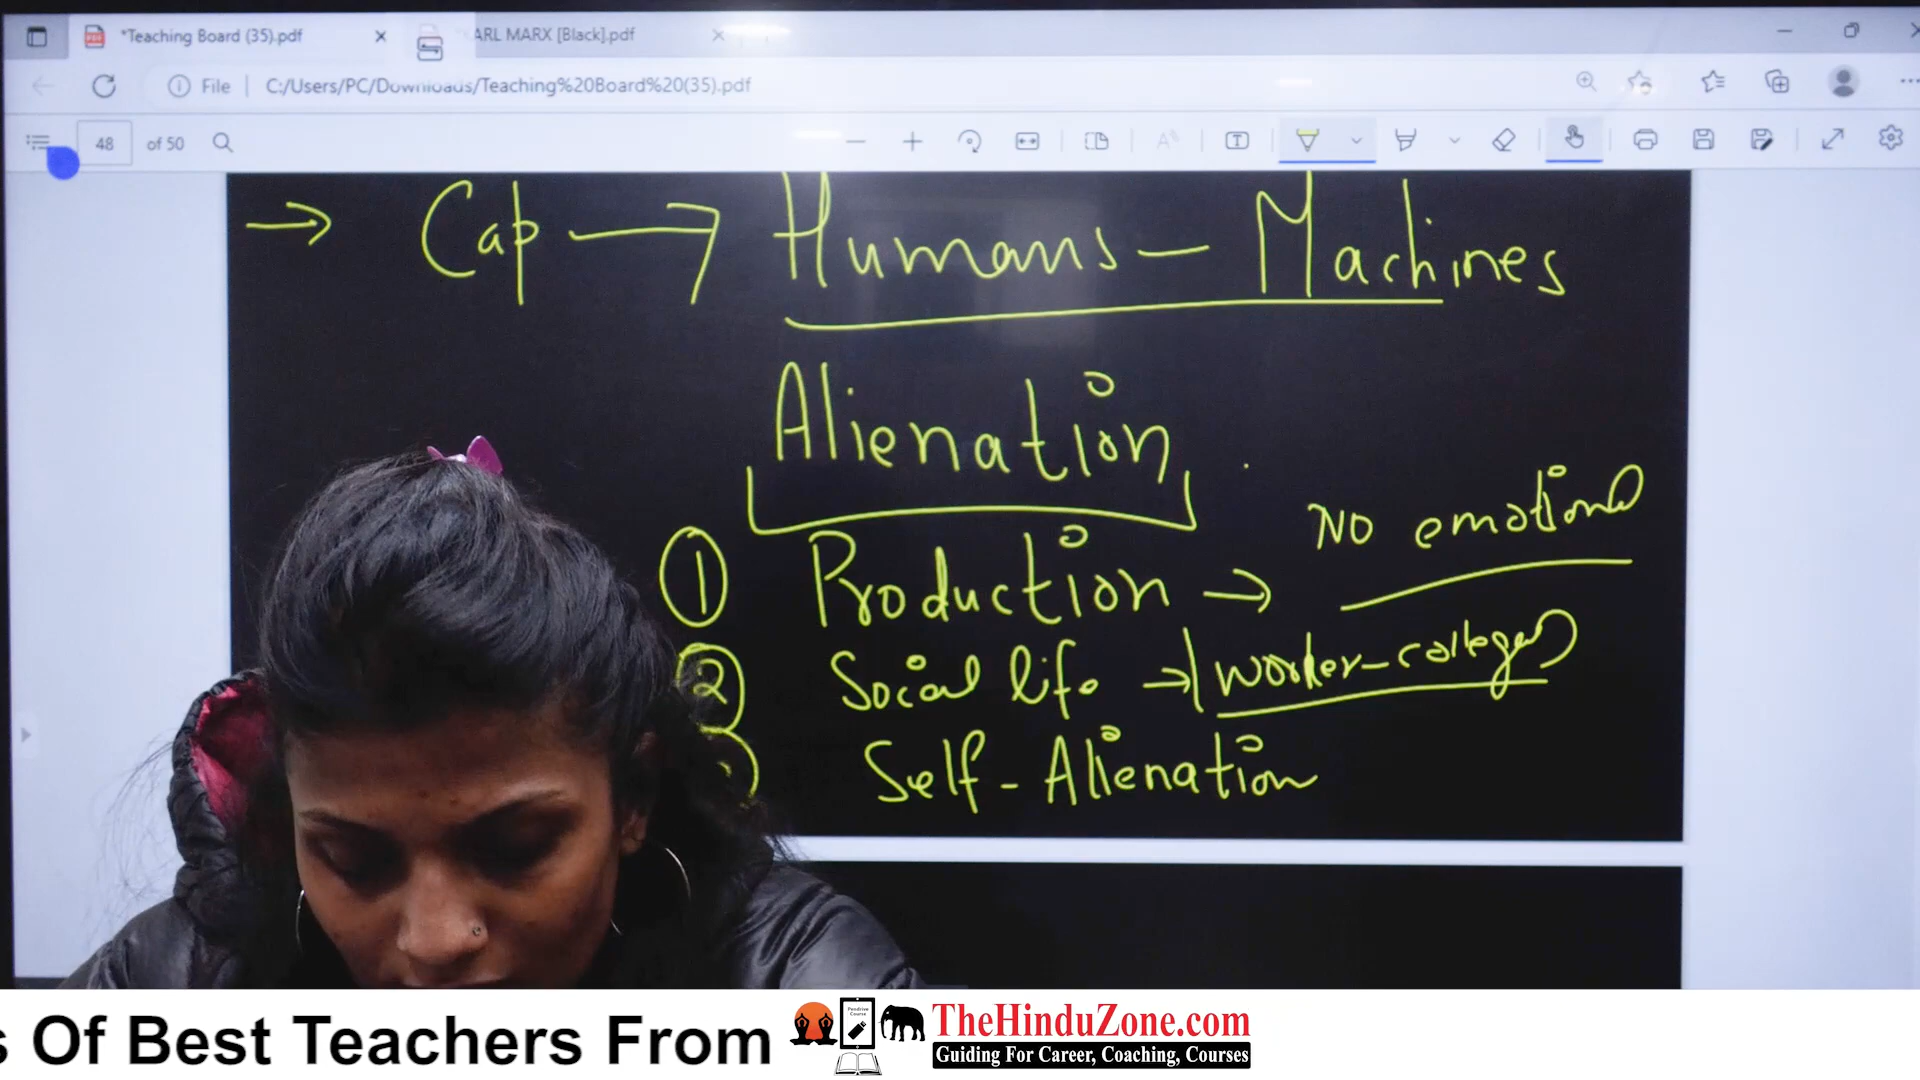 *Teaching Board (35).pdf
ARL MARX [Black].pdf
File C:/Users/PC/Downloads/Teaching%20Board%20(35).pdf
48 of 50
→ Cap → Humans – Machines
Alienation
① Production → NO emotions
② Social life → worker-colleges
Self-Alienation
s Of Best Teachers From
Pendrive Course
TheHinduZone.com
Guiding For Career, Coaching, Courses